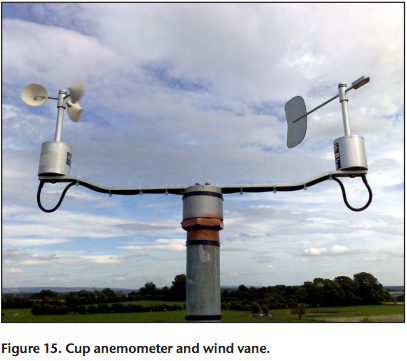 Figure 15. Cup anemometer and wind vane.